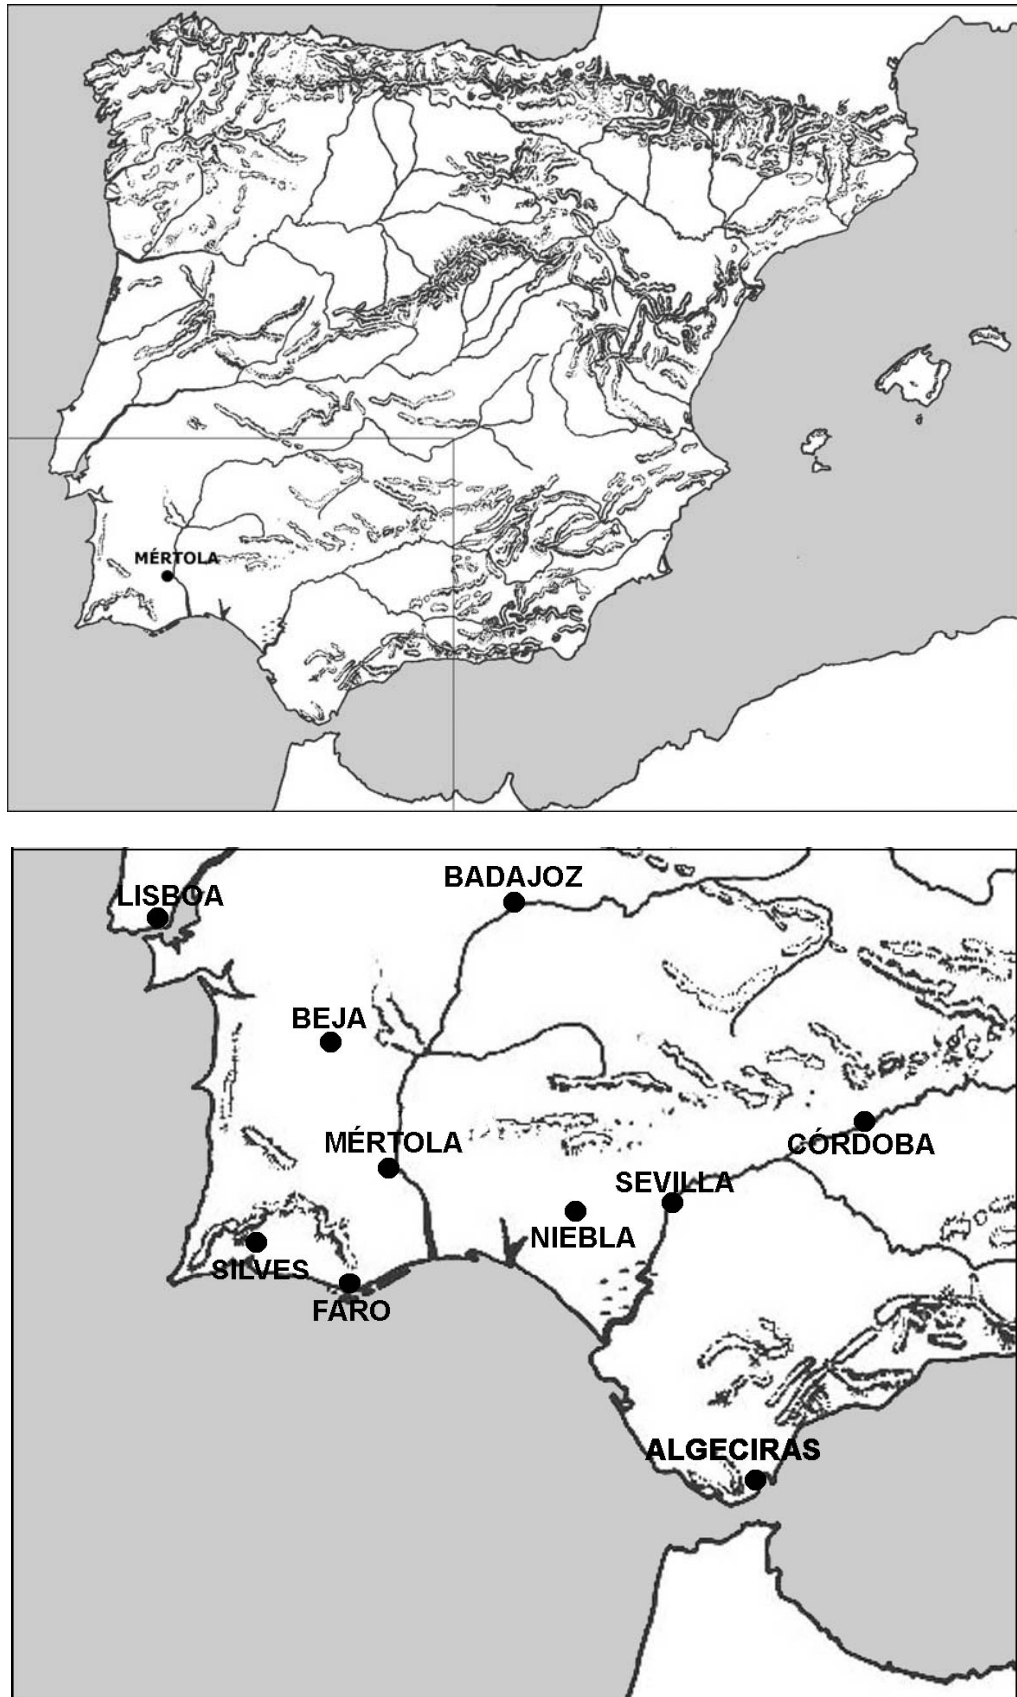 MÉRTOLA
LISBOA
BADAJOZ
BEJA
MÉRTOLA
CÓRDOBA
SEVILLA
NIEBLA
SILVES
FARO
ALGECIRAS